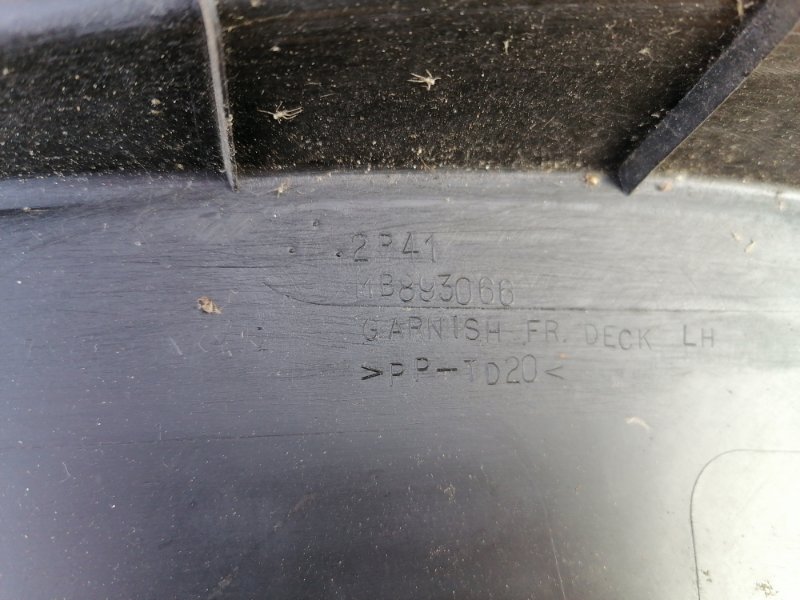 2P41
MB893066
GARNISH FR. DECK LH
>PP-TD20<